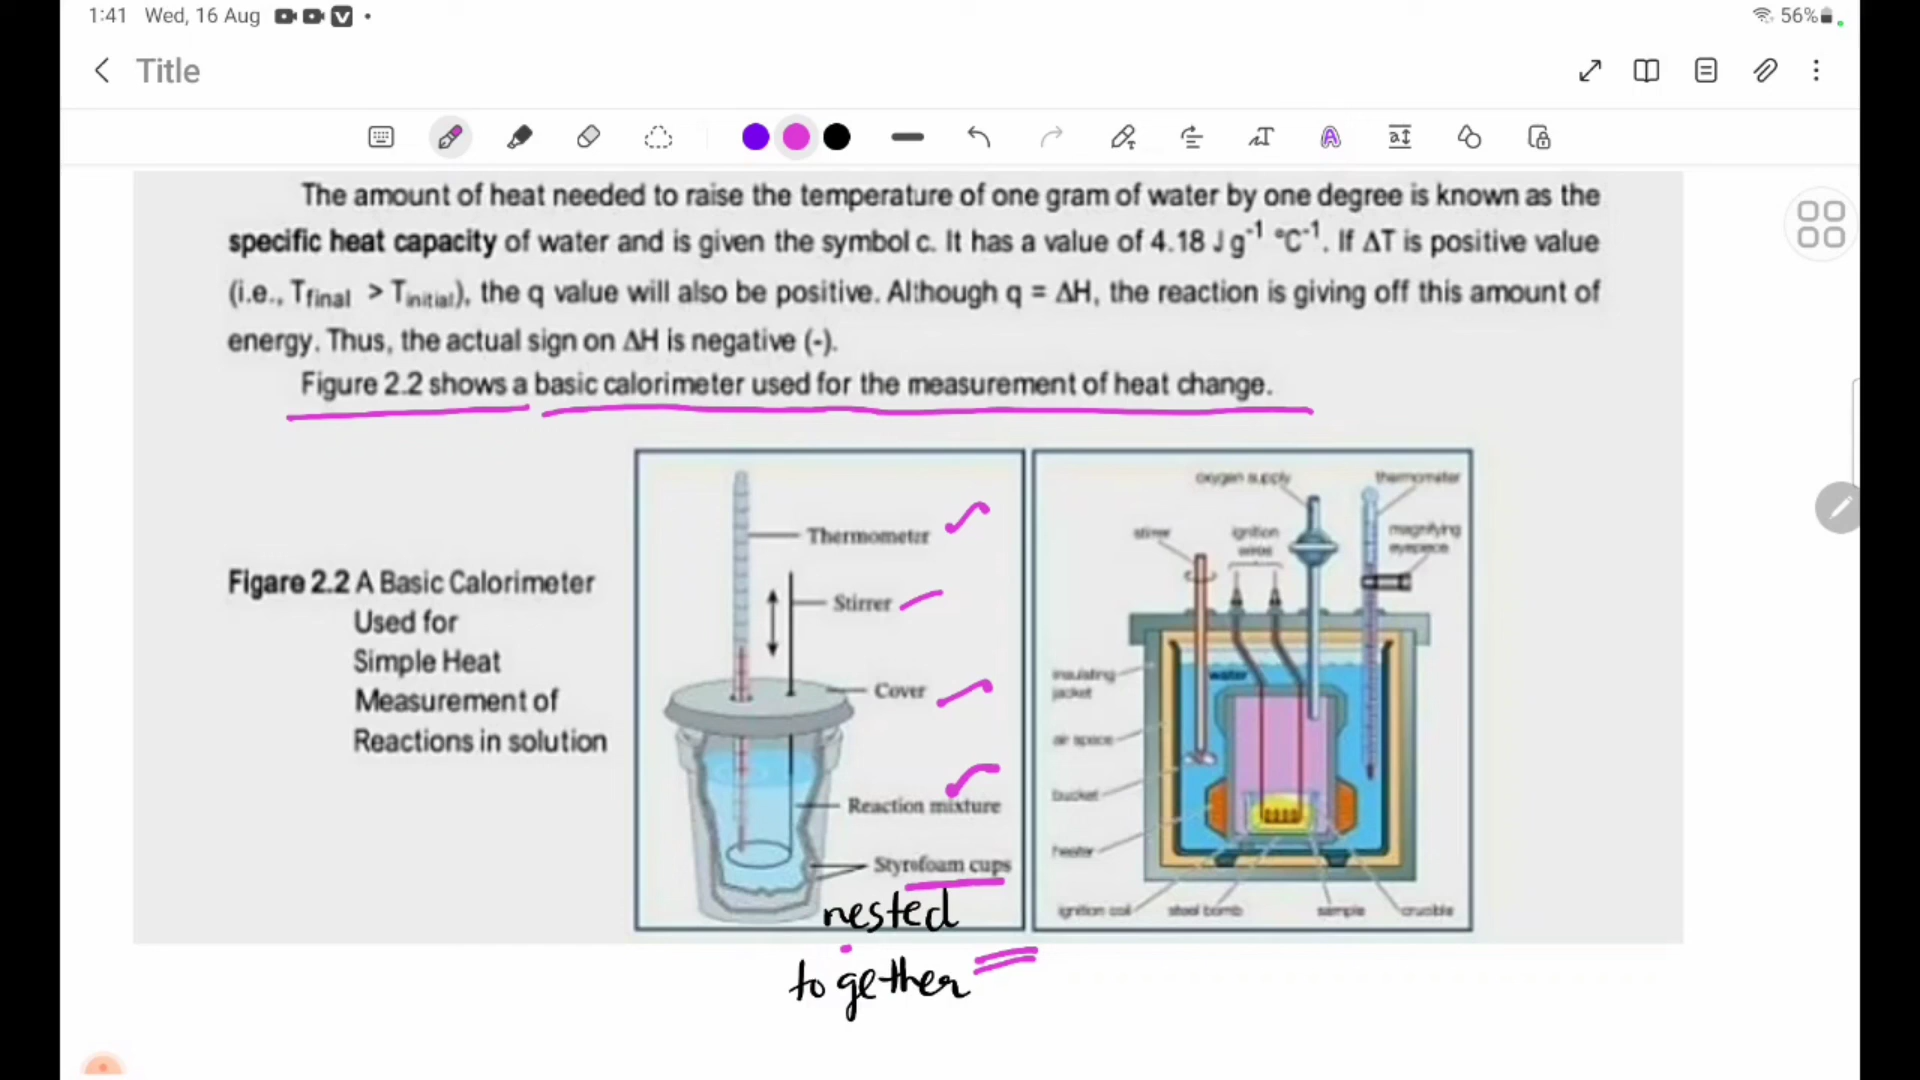 1:41 Wed, 16 Aug
56%
Title
The amount of heat needed to raise the temperature of one gram of water by one degree is known as the
specific heat capacity of water and is given the symbol c. It has a value of 4.18 J g⁻¹ °C⁻¹. If ΔT is positive value
(i.e., Tfinal > Tinitial), the q value will also be positive. Although q = ΔH, the reaction is giving off this amount of
energy. Thus, the actual sign on ΔH is negative (-).
Figure 2.2 shows a basic calorimeter used for the measurement of heat change.
Figare 2.2 A Basic Calorimeter
Used for
Simple Heat
Measurement of
Reactions in solution
Thermometer
Stirrer
Cover
Reaction mixture
Styrofoam cups
nested
together
oxygen supply
thermometer
stirrer
ignition
wires
magnifying
eyepiece
insulating
jacket
water
air space
bucket
heater
ignition coil
steel bomb
sample
crucible